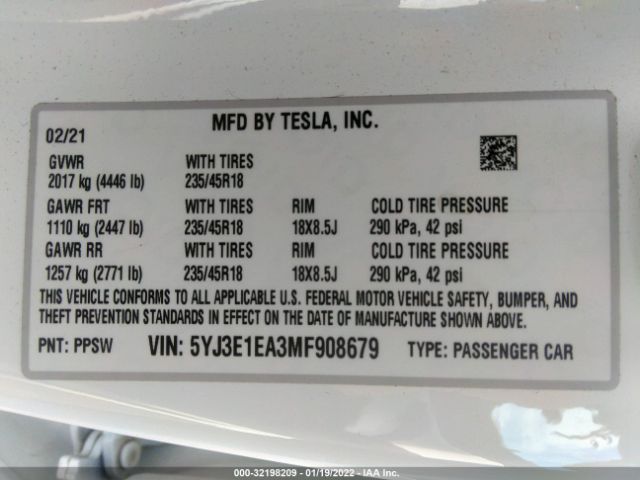 02/21 MFD BY TESLA, INC.
GVWR WITH TIRES
2017 kg (4446 lb) 235/45R18
GAWR FRT WITH TIRES RIM COLD TIRE PRESSURE
1110 kg (2447 lb) 235/45R18 18X8.5J 290 kPa, 42 psi
GAWR RR WITH TIRES RIM COLD TIRE PRESSURE
1257 kg (2771 lb) 235/45R18 18X8.5J 290 kPa, 42 psi
THIS VEHICLE CONFORMS TO ALL APPLICABLE U.S. FEDERAL MOTOR VEHICLE SAFETY, BUMPER, AND
THEFT PREVENTION STANDARDS IN EFFECT ON THE DATE OF MANUFACTURE SHOWN ABOVE.
PNT: PPSW VIN: 5YJ3E1EA3MF908679 TYPE: PASSENGER CAR
000-32198209 - 01/19/2022 - IAA Inc.